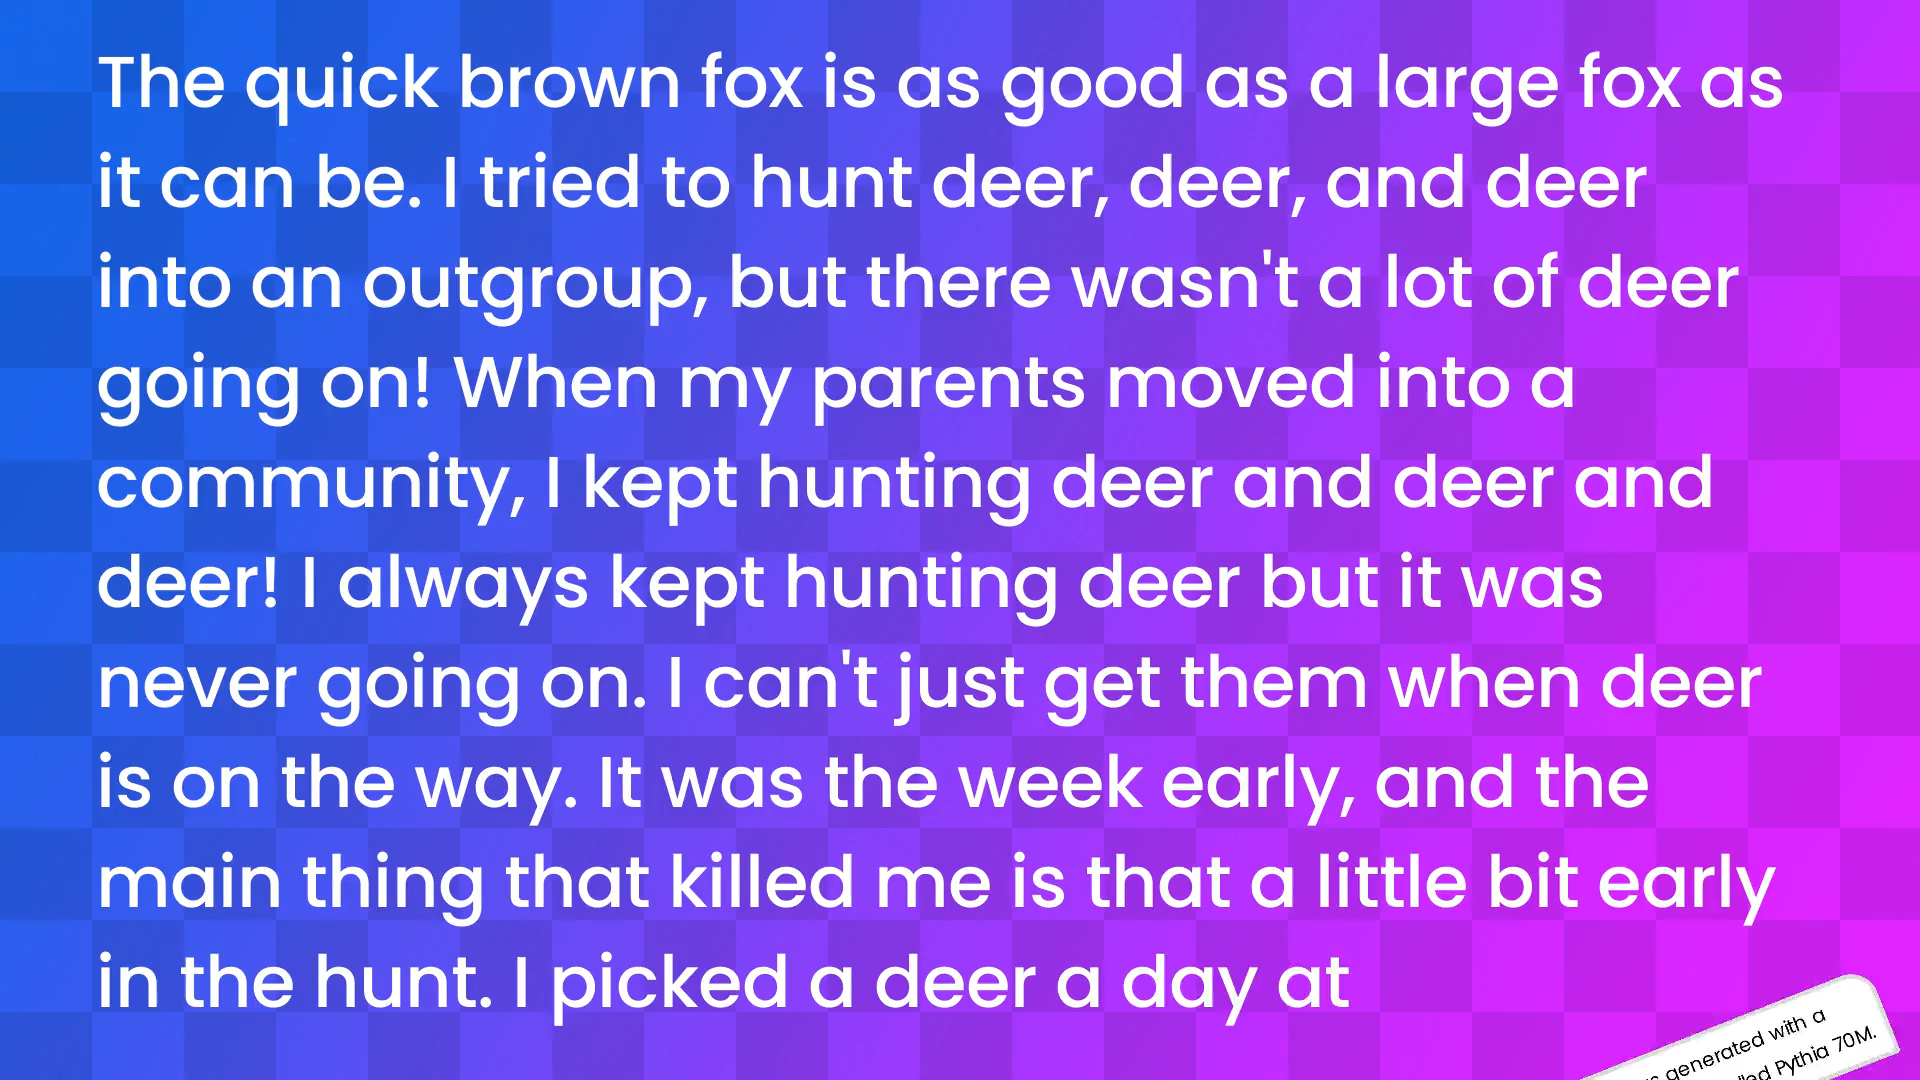 The quick brown fox is as good as a large fox as
it can be. I tried to hunt deer, deer, and deer
into an outgroup, but there wasn't a lot of deer
going on! When my parents moved into a
community, I kept hunting deer and deer and
deer! I always kept hunting deer but it was
never going on. I can't just get them when deer
is on the way. It was the week early, and the
main thing that killed me is that a little bit early
in the hunt. I picked a deer a day at
generated with a
Pythia 70M.